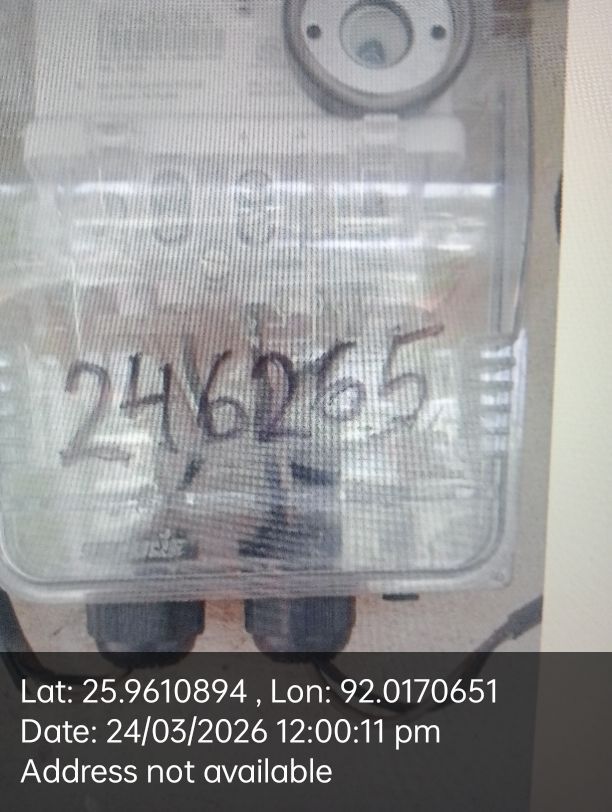 246265
Lat: 25.9610894 , Lon: 92.0170651
Date: 24/03/2026 12:00:11 pm
Address not available